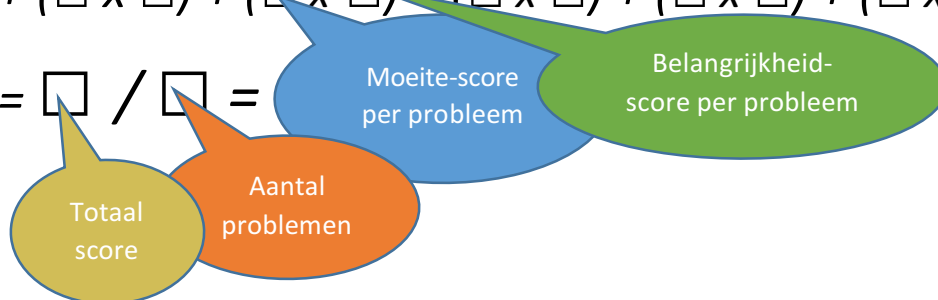 + (□ x □) + (□ x □) + (□ x □) + (□ x □) + (□ x
= □ / □ =
Moeite-score
per probleem
Belangrijkheid-
score per probleem
Aantal
problemen
Totaal
score